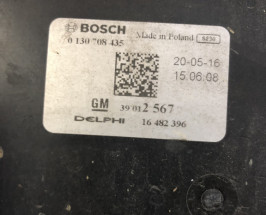 BOSCH
Made in Poland
0 130 708 435
20-05-16
15.06.08
GM 39 012 567
DELPHI 16 482 396